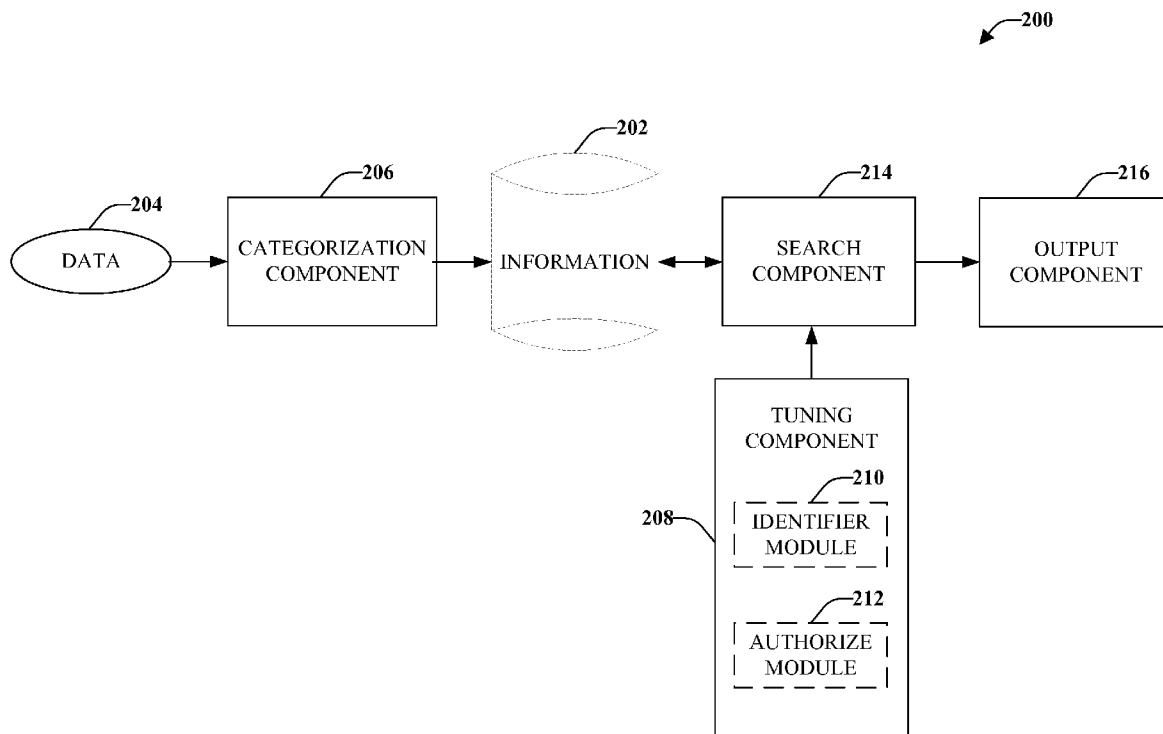 200
202
206
214
216
204
DATA
CATEGORIZATION
COMPONENT
INFORMATION
SEARCH
COMPONENT
OUTPUT
COMPONENT
TUNING
COMPONENT
210
208
IDENTIFIER
MODULE
212
AUTHORIZE
MODULE